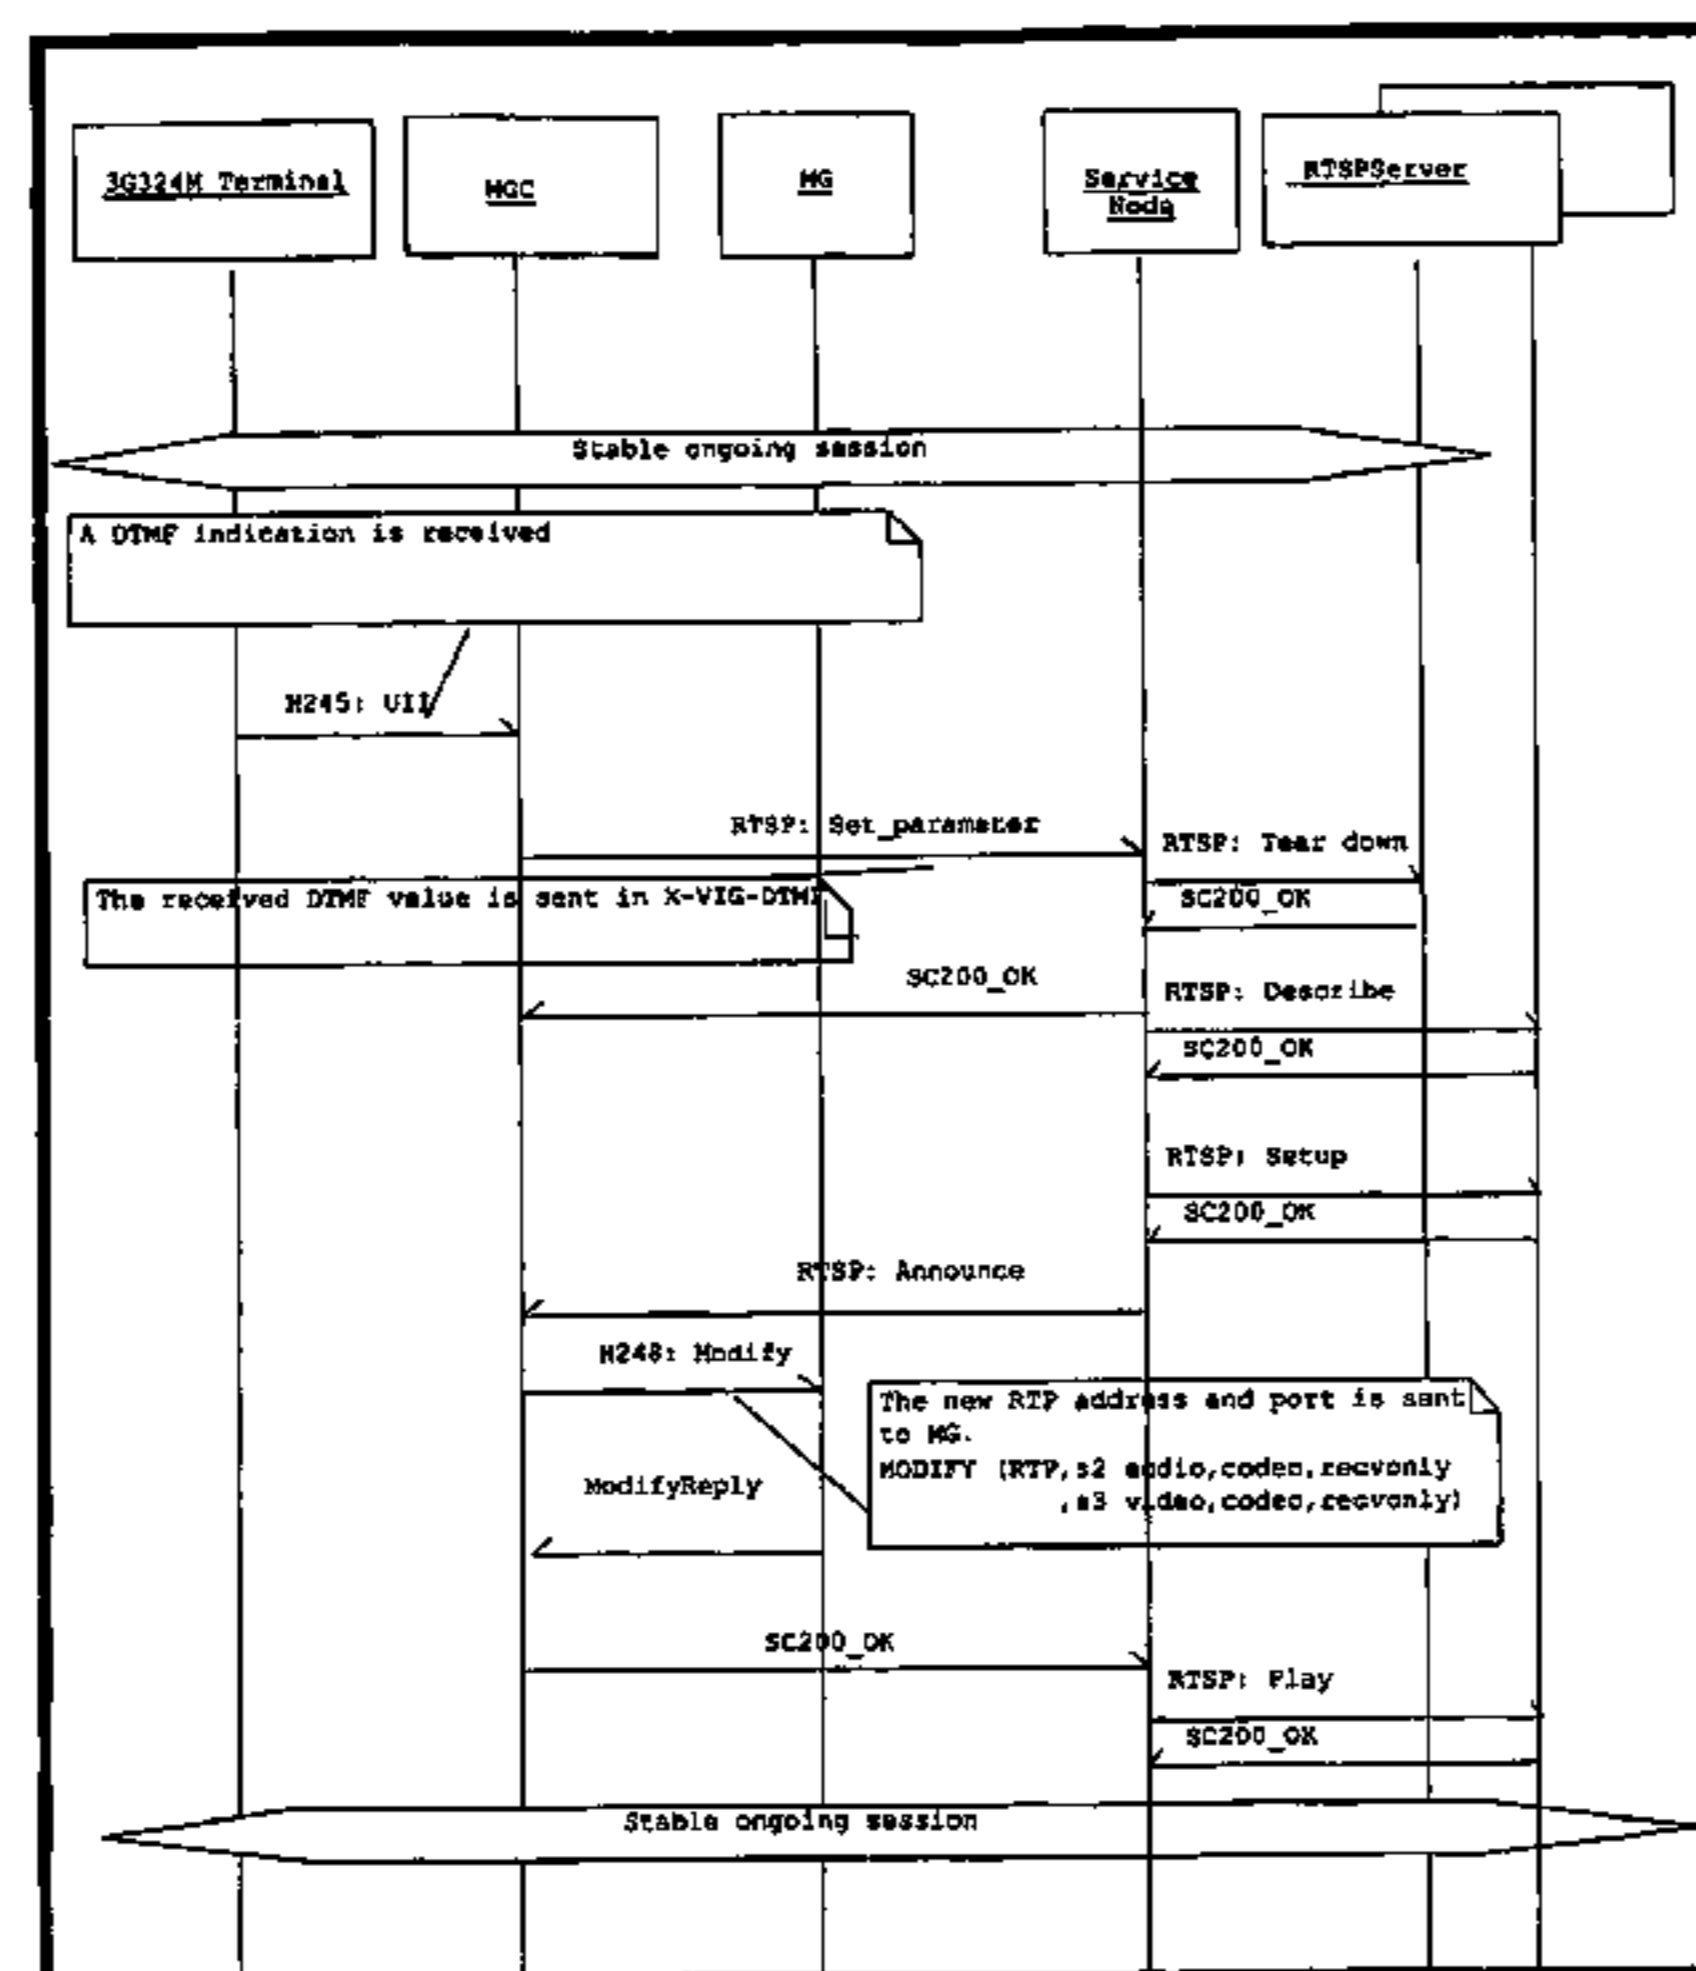 3G324M Terminal
MGC
MG
Service
Node
RTSPServer
Stable ongoing session
A DTMF indication is received
H245: UII
RTSP: Set_parameter
RTSP: Tear down
The received DTMF value is sent in X-VIG-DTMF
SC200_OK
SC200_OK
RTSP: Describe
SC200_OK
RTSP: Setup
SC200_OK
RTSP: Announce
H248: Modify
The new RTP address and port is sent
to MG.
MODIFY (RTP,s2 audio,codec,recvonly
,s3 video,codec,recvonly)
ModifyReply
SC200_OK
RTSP: Play
SC200_OK
Stable ongoing session